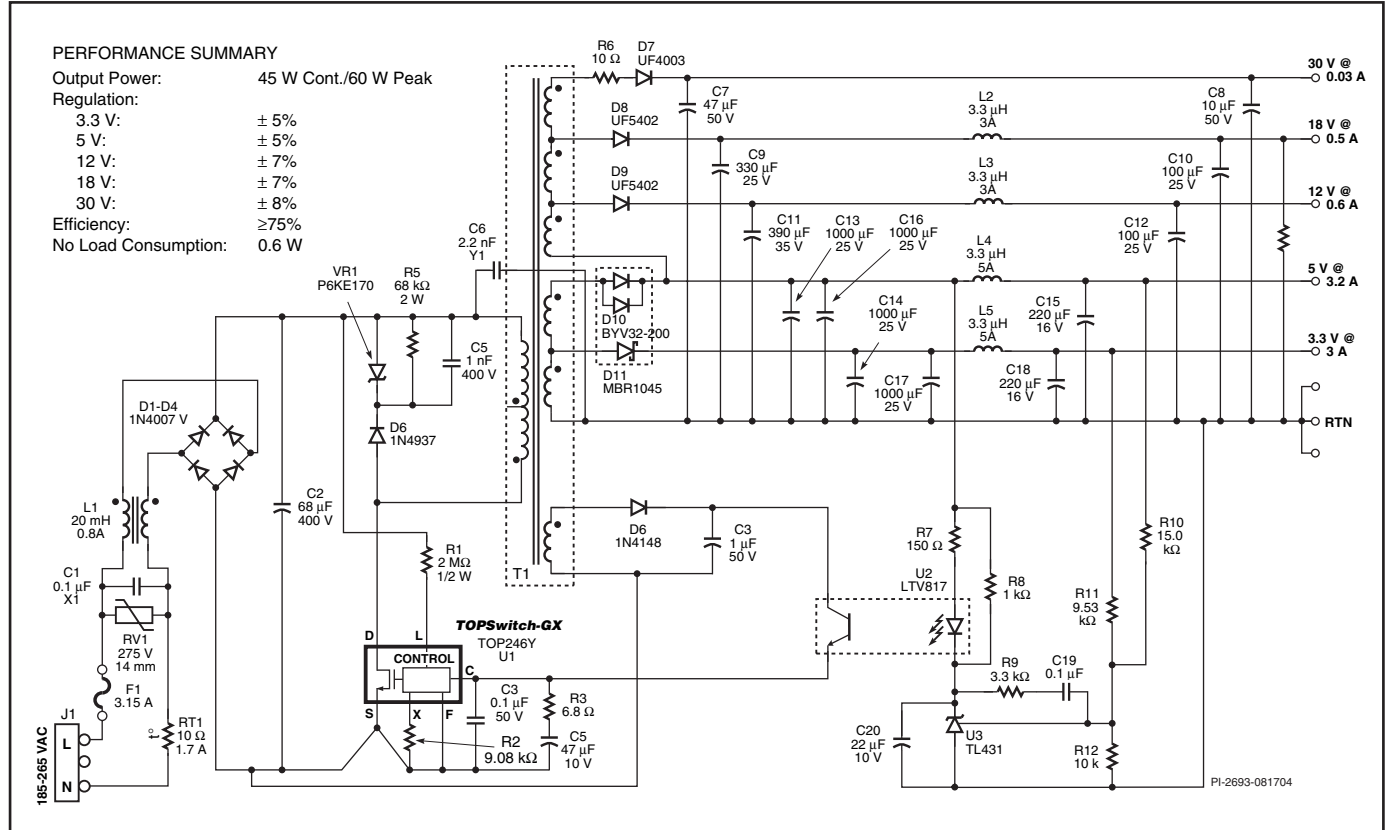 PERFORMANCE SUMMARY
Output Power: 45 W Cont./60 W Peak
Regulation:
3.3 V: ± 5%
5 V: ± 5%
12 V: ± 7%
18 V: ± 7%
30 V: ± 8%
Efficiency: ≥75%
No Load Consumption: 0.6 W
R6
10 Ω
D7
UF4003
C7
47 µF
50 V
L2
3.3 µH
3A
C8
10 µF
50 V
30 V @
0.03 A
D8
UF5402
18 V @
0.5 A
C9
330 µF
25 V
L3
3.3 µH
3A
C10
100 µF
25 V
D9
UF5402
12 V @
0.6 A
C6
2.2 nF
Y1
C11
390 µF
35 V
C13
1000 µF
25 V
C16
1000 µF
25 V
L4
3.3 µH
5A
C12
100 µF
25 V
VR1
P6KE170
R5
68 kΩ
2 W
5 V @
3.2 A
D10
BYV32-200
C14
1000 µF
25 V
L5
3.3 µH
5A
C15
220 µF
16 V
C5
1 nF
400 V
D11
MBR1045
3.3 V @
3 A
C17
1000 µF
25 V
C18
220 µF
16 V
D1-D4
1N4007 V
D6
1N4937
RTN
L1
20 mH
0.8A
C2
68 µF
400 V
R1
2 MΩ
1/2 W
T1
D6
1N4148
C3
1 µF
50 V
R7
150 Ω
R10
15.0
kΩ
U2
LTV817
R8
1 kΩ
C1
0.1 µF
X1
R11
9.53
kΩ
RV1
275 V
14 mm
TOPSwitch-GX
TOP246Y
U1
D
L
CONTROL
C
S
X
F
C3
0.1 µF
50 V
R3
6.8 Ω
R9
3.3 kΩ
C19
0.1 µF
F1
3.15 A
J1
L
N
185-265 VAC
t°
RT1
10 Ω
1.7 A
R2
9.08 kΩ
C5
47 µF
10 V
C20
22 µF
10 V
U3
TL431
R12
10 k
PI-2693-081704